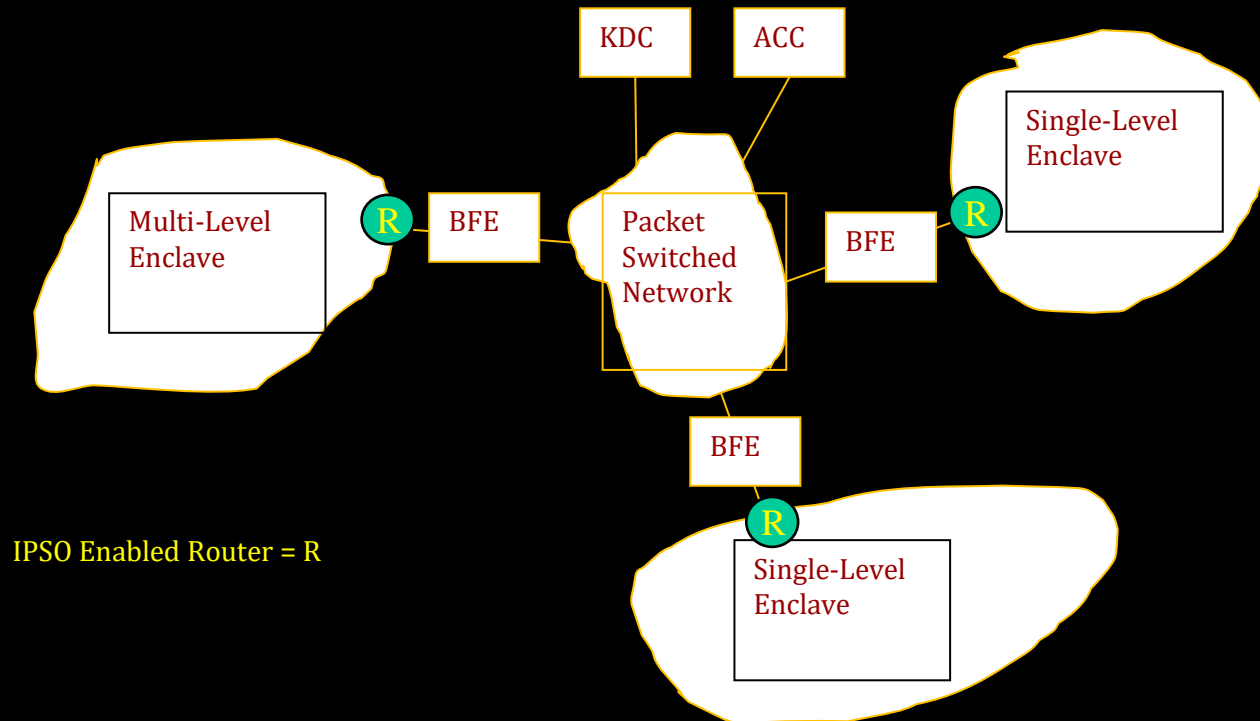 KDC
ACC
Single-Level
Enclave
R
Multi-Level
Enclave
R
BFE
Packet
Switched
Network
BFE
BFE
R
IPSO Enabled Router = R
Single-Level
Enclave